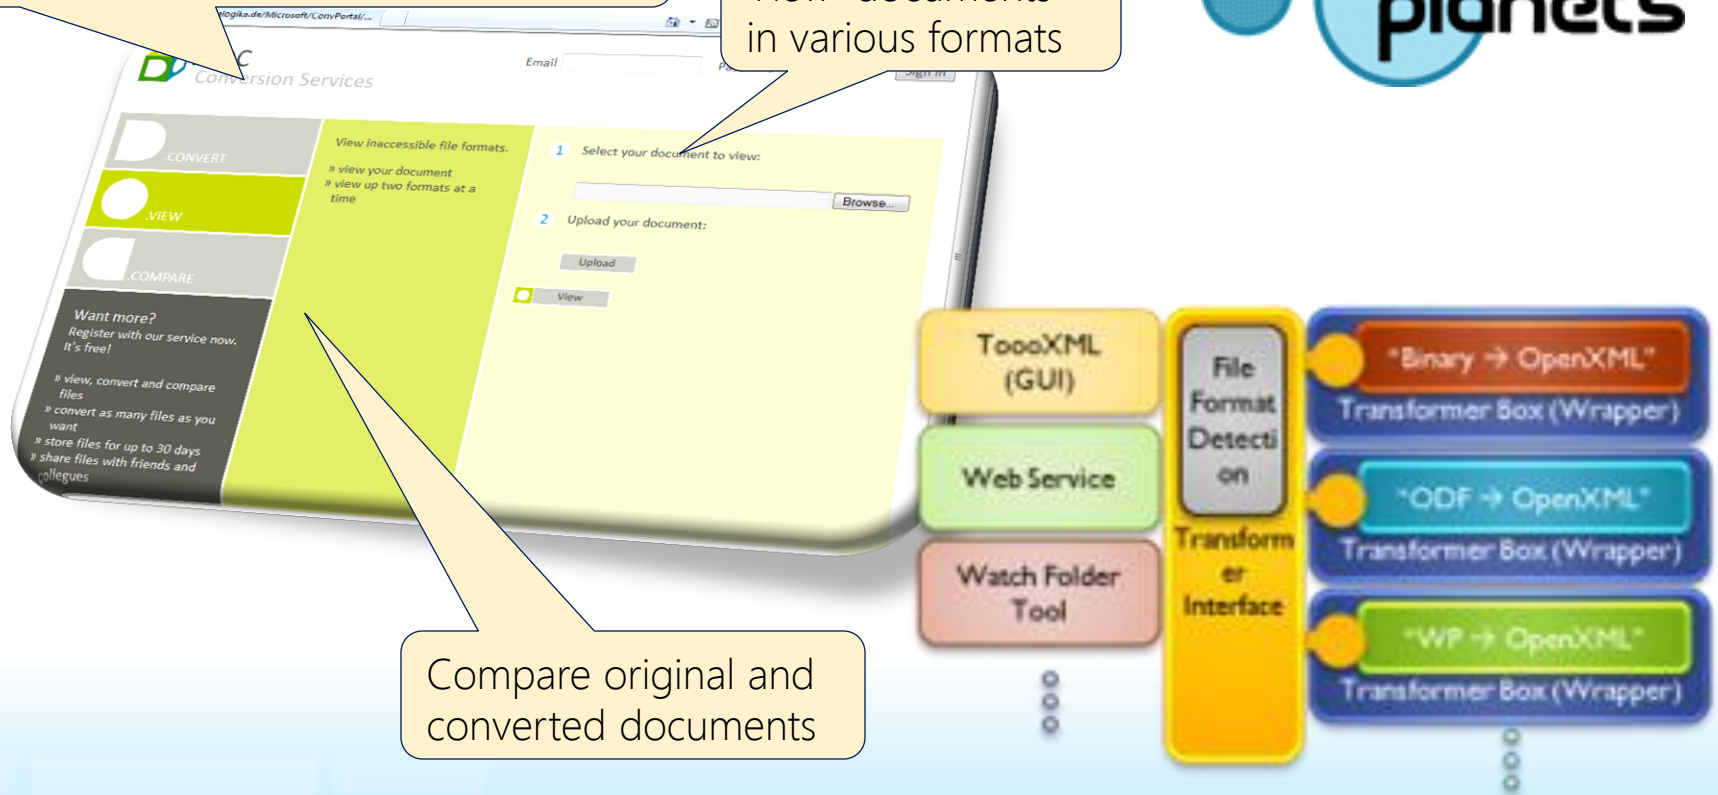 elogika.de/Microsoft/ConvPortal/...
documents
in various formats
planets
C
Conversion Services
Email
Sign in
.CONVERT
.VIEW
.COMPARE
Want more?
Register with our service now.
It's free!
» view, convert and compare
files
» convert as many files as you
want
» store files for up to 30 days
» share files with friends and
collegues
View inaccessible file formats.
» view your document
» view up two formats at a
time
1 Select your document to view:
Browse...
2 Upload your document:
Upload
View
Compare original and
converted documents
ToooXML
(GUI)
Web Service
Watch Folder
Tool
File
Format
Detecti
on
Transform
er
Interface
"Binary → OpenXML"
Transformer Box (Wrapper)
"ODF → OpenXML"
Transformer Box (Wrapper)
"WP → OpenXML"
Transformer Box (Wrapper)